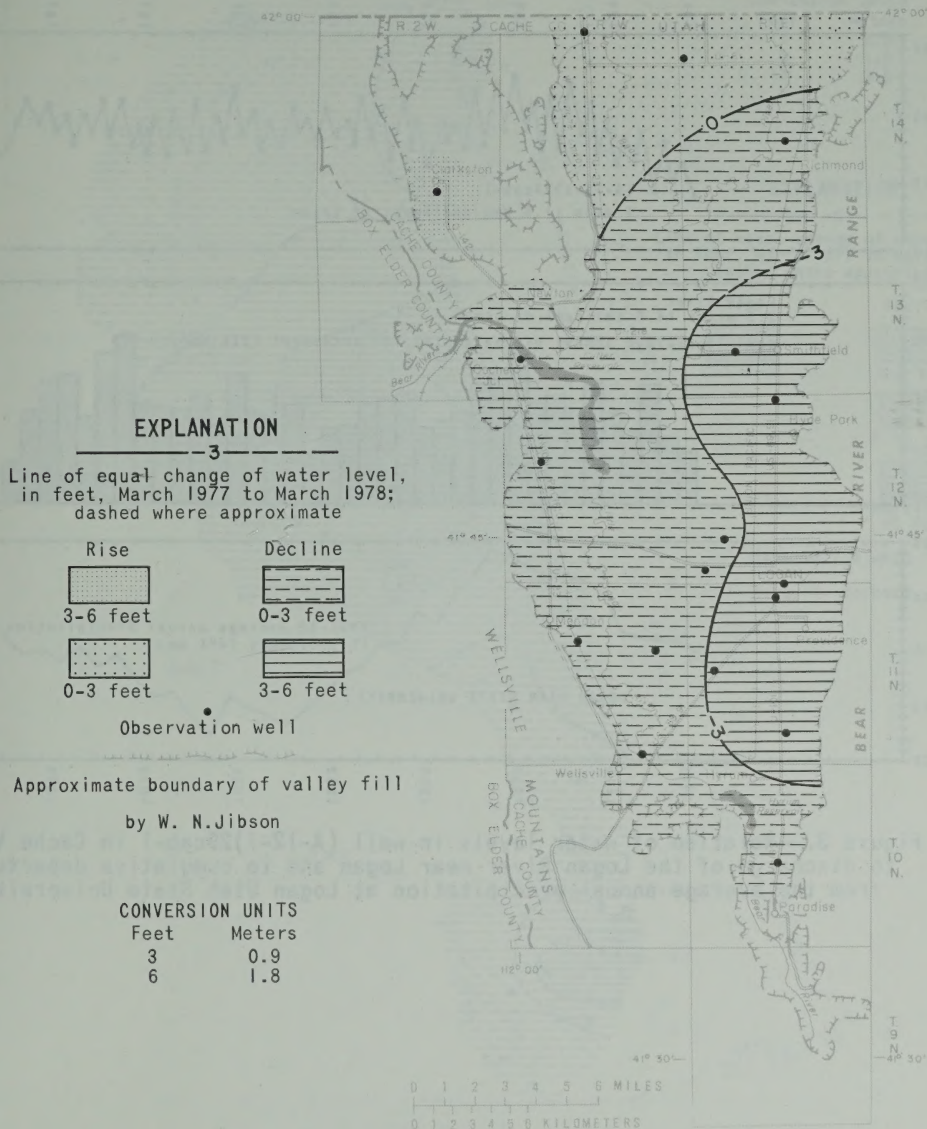 42° 00'
R. 2 W.
CACHE
UTAH
42° 00'
T. 14 N.
0
Richmond
Clarkston
RANGE
BOX ELDER COUNTY
CACHE COUNTY
3
T. 13 N.
Newton
Smithfield
Bear River
Hyde Park
EXPLANATION
3
Line of equal change of water level,
in feet, March 1977 to March 1978;
dashed where approximate
Rise Decline
3-6 feet 0-3 feet
0-3 feet 3-6 feet
Observation well
Approximate boundary of valley fill
by W. N. Jibson
CONVERSION UNITS
Feet Meters
3 0.9
6 1.8
T. 12 N.
RIVER
41° 45'
41° 45'
LOGAN
Providence
WELLSVILLE
T. 11 N.
3
BEAR
Wellsville
Hyrum
MOUNTAINS
CACHE COUNTY
BOX ELDER COUNTY
T. 10 N.
Paradise
112° 00'
T. 9 N.
41° 30'
41° 30'
0 1 2 3 4 5 6 MILES
0 1 2 3 4 5 6 KILOMETERS